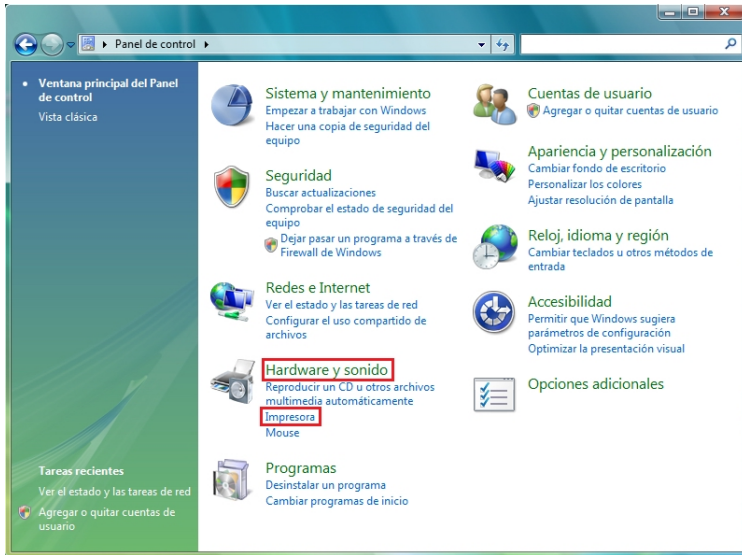 Panel de control
Ventana principal del Panel
de control
Vista clásica
Tareas recientes
Ver el estado y las tareas de red
Agregar o quitar cuentas de
usuario
Sistema y mantenimiento
Empezar a trabajar con Windows
Hacer una copia de seguridad del
equipo
Seguridad
Buscar actualizaciones
Comprobar el estado de seguridad del
equipo
Dejar pasar un programa a través de
Firewall de Windows
Redes e Internet
Ver el estado y las tareas de red
Configurar el uso compartido de
archivos
Hardware y sonido
Reproducir un CD u otros archivos
multimedia automáticamente
Impresora
Mouse
Programas
Desinstalar un programa
Cambiar programas de inicio
Cuentas de usuario
Agregar o quitar cuentas de usuario
Apariencia y personalización
Cambiar fondo de escritorio
Personalizar los colores
Ajustar resolución de pantalla
Reloj, idioma y región
Cambiar teclados u otros métodos de
entrada
Accesibilidad
Permitir que Windows sugiera
parámetros de configuración
Optimizar la presentación visual
Opciones adicionales